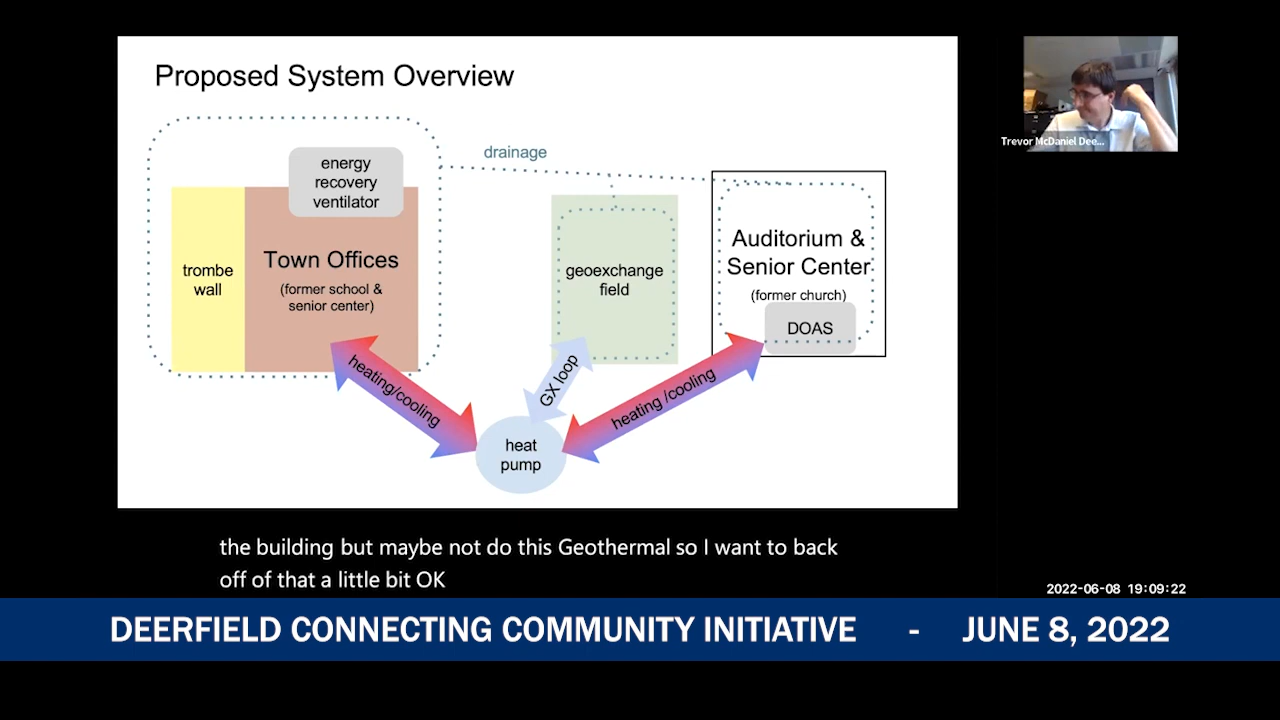 Proposed System Overview
drainage
energy
recovery
ventilator
trombe
wall
Town Offices
(former school &
senior center)
geoexchange
field
Auditorium &
Senior Center
(former church)
DOAS
heating/cooling
GX loop
heating /cooling
heat
pump
Trevor McDaniel Dee...
the building but maybe not do this Geothermal so I want to back
off of that a little bit OK
2022-06-08 19:09:22
DEERFIELD CONNECTING COMMUNITY INITIATIVE - JUNE 8, 2022